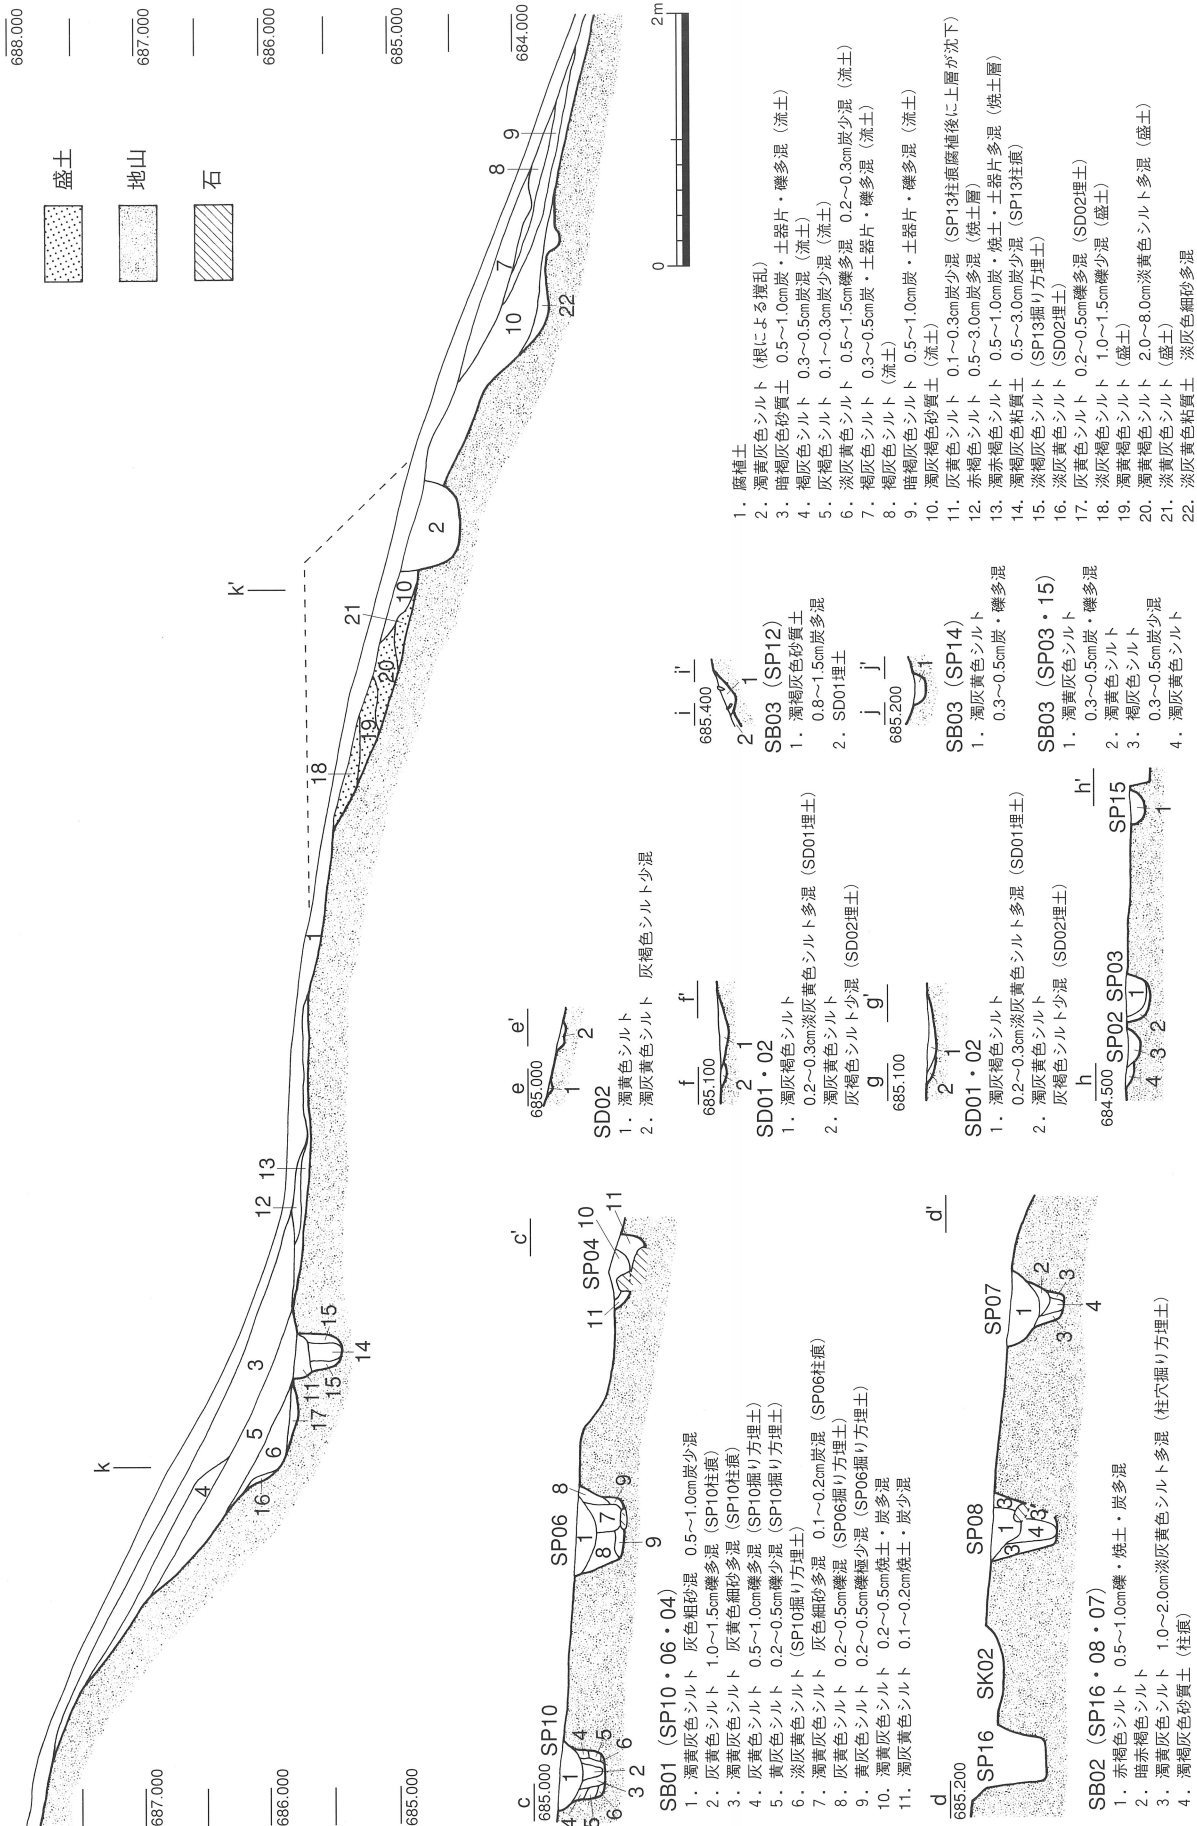 688.000
687.000
686.000
685.000
684.000
盛土
地山
石
k
k'
1
2
3
4
5
6
7
8
9
10
10
11
12
13
14
15
15
16
17
18
19
20
21
22
687.000
686.000
685.000
0
2m
1. 腐植土
2. 濁黄灰色シルト（根による攪乱）
3. 暗褐灰色砂質土 0.5〜1.0cm炭・土器片・礫多混（流土）
4. 褐灰色シルト 0.3〜0.5cm炭混（流土）
5. 灰褐色シルト 0.1〜0.3cm炭少混（流土）
6. 淡灰黄色シルト 0.5〜1.5cm礫多混 0.2〜0.3cm炭少混（流土）
7. 褐灰色シルト 0.3〜0.5cm炭・土器片・礫多混（流土）
8. 褐灰色シルト（流土）
9. 暗褐灰色シルト 0.5〜1.0cm炭・土器片・礫多混（流土）
10. 濁灰褐色砂質土（流土）
11. 灰黄色シルト 0.1〜0.3cm炭少混（SP13柱痕腐植後に上層が沈下）
12. 赤褐色シルト 0.5〜3.0cm炭多混（焼土層）
13. 濁赤褐色シルト 0.5〜1.0cm炭・焼土・土器片多混（焼土層）
14. 濁褐灰色粘質土 0.5〜3.0cm炭少混（SP13柱痕）
15. 淡褐灰色シルト（SP13掘り方埋土）
16. 淡灰黄色シルト（SD02埋土）
17. 灰黄色シルト 0.2〜0.5cm礫多混（SD02埋土）
18. 淡灰褐色シルト 1.0〜1.5cm礫少混（盛土）
19. 濁黄褐色シルト（盛土）
20. 濁黄褐色シルト 2.0〜8.0cm淡黄色シルト多混（盛土）
21. 淡黄灰色シルト（盛土）
22. 淡灰黄色粘質土 淡灰色細砂多混
c
c'
685.000
SP10
SP06
SP04
SB01（SP10・06・04）
1. 濁黄灰色シルト 灰色粗砂混 0.5〜1.0cm炭少混
2. 灰黄色シルト 1.0〜1.5cm礫多混（SP10柱痕）
3. 濁黄灰色シルト 灰黄色細砂多混（SP10柱痕）
4. 灰黄色シルト 0.5〜1.0cm礫多混（SP10掘り方埋土）
5. 黄灰色シルト 0.2〜0.5cm礫少混（SP10掘り方埋土）
6. 淡灰黄色シルト（SP10掘り方埋土）
7. 濁黄灰色シルト 灰色細砂多混 0.1〜0.2cm炭混（SP06柱痕）
8. 灰黄色シルト 0.2〜0.5cm礫混（SP06掘り方埋土）
9. 灰黄色シルト 0.2〜0.5cm礫極少混（SP06掘り方埋土）
10. 濁黄灰色シルト 0.2〜0.5cm焼土・炭多混
11. 濁灰黄色シルト 0.1〜0.2cm焼土・炭少混
d
d'
685.200
SP16
SK02
SP08
SP07
SB02（SP16・08・07）
1. 赤褐色シルト 0.5〜1.0cm礫・焼土・炭多混
2. 暗赤褐色シルト
3. 濁黄灰色シルト 1.0〜2.0cm淡灰黄色シルト多混（柱穴掘り方埋土）
4. 濁褐灰色砂質土（柱痕）
e
e'
685.000
1
2
SD02
1. 濁黄色シルト
2. 濁灰黄色シルト 灰褐色シルト少混
f
f'
685.100
2
1
SD01・02
1. 濁灰褐色シルト
0.2〜0.3cm淡灰黄色シルト多混（SD01埋土）
2. 濁灰黄色シルト
灰褐色シルト少混（SD02埋土）
g
g'
685.100
2
1
SD01・02
1. 濁灰褐色シルト
0.2〜0.3cm淡灰黄色シルト多混（SD01埋土）
2. 濁灰黄色シルト
灰褐色シルト少混（SD02埋土）
h
h'
684.500
SP02
SP03
SP15
4
3
2
1
1
i
i'
685.400
2
1
SB03（SP12）
1. 濁褐灰色砂質土
0.8〜1.5cm炭多混
2. SD01埋土
j
j'
685.200
1
SB03（SP14）
1. 濁灰黄色シルト
0.3〜0.5cm炭・礫多混
SB03（SP03・15）
1. 濁黄灰色シルト
0.3〜0.5cm炭・礫多混
2. 濁黄色シルト
3. 褐灰色シルト
0.3〜0.5cm炭少混
4. 濁灰黄色シルト